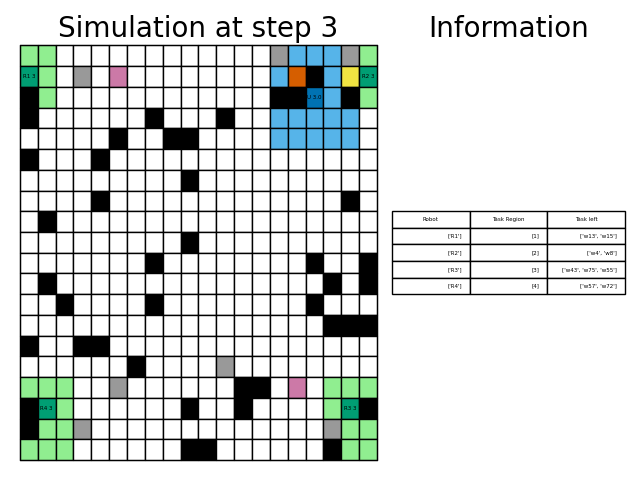 Simulation at step 3
Information
R1 3
R2 3
U 3.0
Robot Task Region Task left
['R1'] [1] ['w13', 'w15']
['R2'] [2] ['w4', 'w8']
['R3'] [3] ['w43', 'w75', 'w55']
['R4'] [4] ['w57', 'w72']
R4 3
R3 3